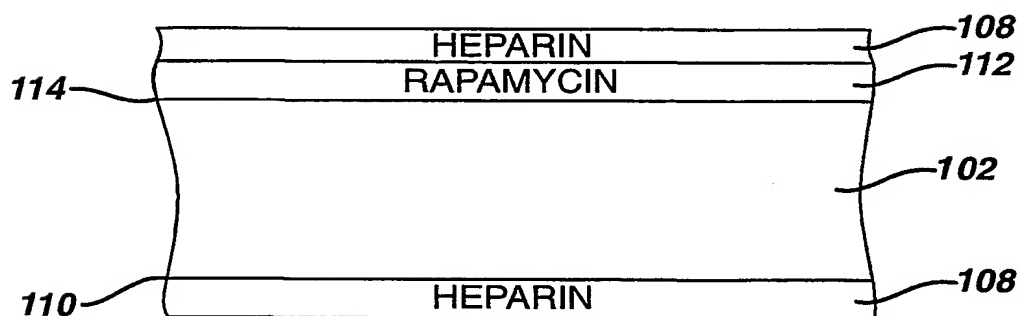 HEPARIN 108
RAPAMYCIN 112
114
102
110 HEPARIN 108